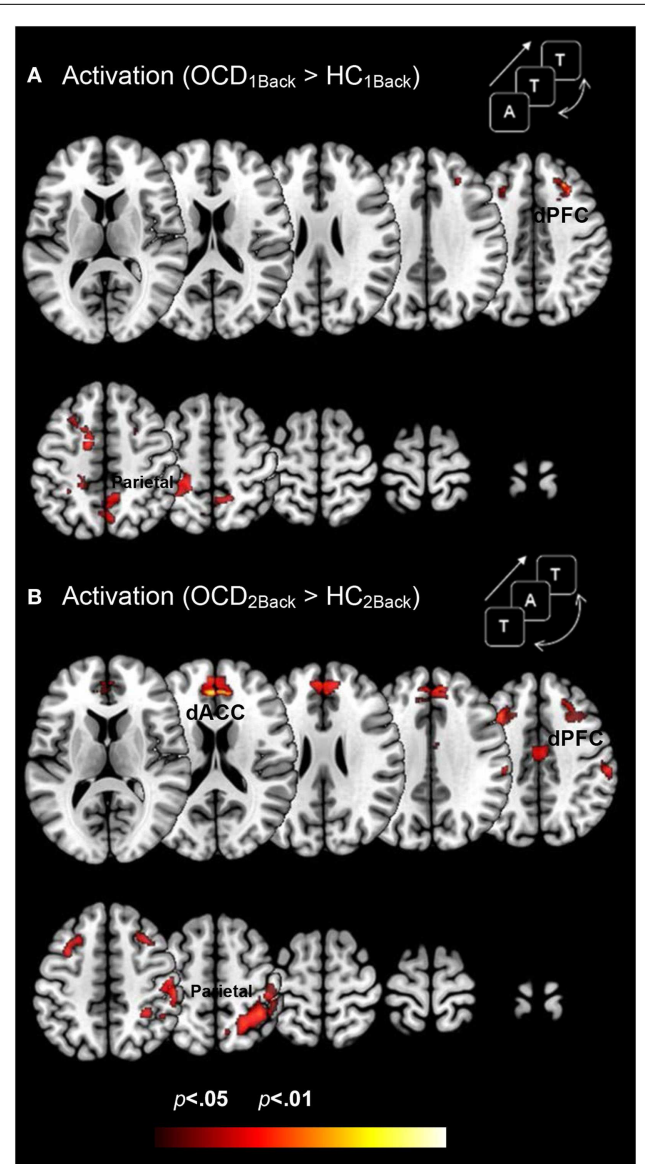 A Activation (OCD1Back > HC1Back)
T
T
A
dPFC
Parietal
B Activation (OCD2Back > HC2Back)
T
A
T
dACC
dPFC
Parietal
p<.05 p<.01